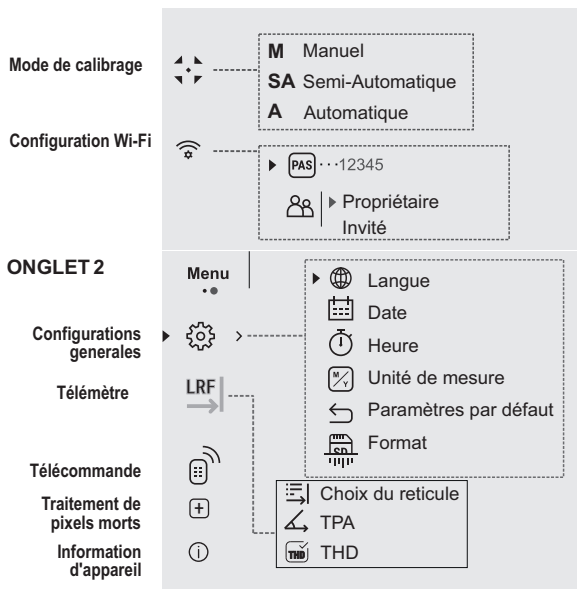 Mode de calibrage
M Manuel
SA Semi-Automatique
A Automatique
Configuration Wi-Fi
PAS ···12345
Propriétaire
Invité
ONGLET 2
Menu
Configurations
generales
Langue
Date
Heure
M/Y Unité de mesure
Paramètres par défaut
SD Format
Télémètre
LRF
Choix du reticule
TPA
THD THD
Télécommande
Traitement de
pixels morts
Information
d'appareil